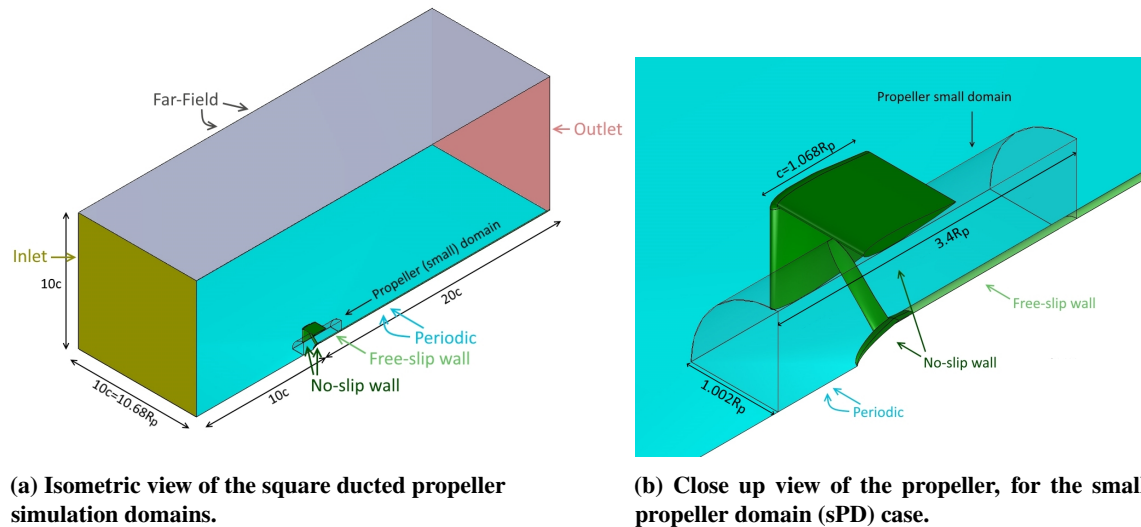 Far-Field
Outlet
Inlet
10c
Propeller (small) domain
20c
Periodic
Free-slip wall
No-slip wall
10c
10c=10.68Rp
Propeller small domain
c=1.068Rp
3.4Rp
Free-slip wall
No-slip wall
1.002Rp
Periodic
(a) Isometric view of the square ducted propeller
simulation domains.
(b) Close up view of the propeller, for the small
propeller domain (sPD) case.